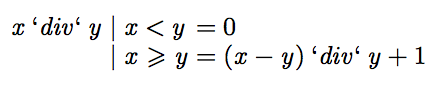 x ‘div‘ y | x < y = 0
| x ⩾ y = (x − y) ‘div‘ y + 1